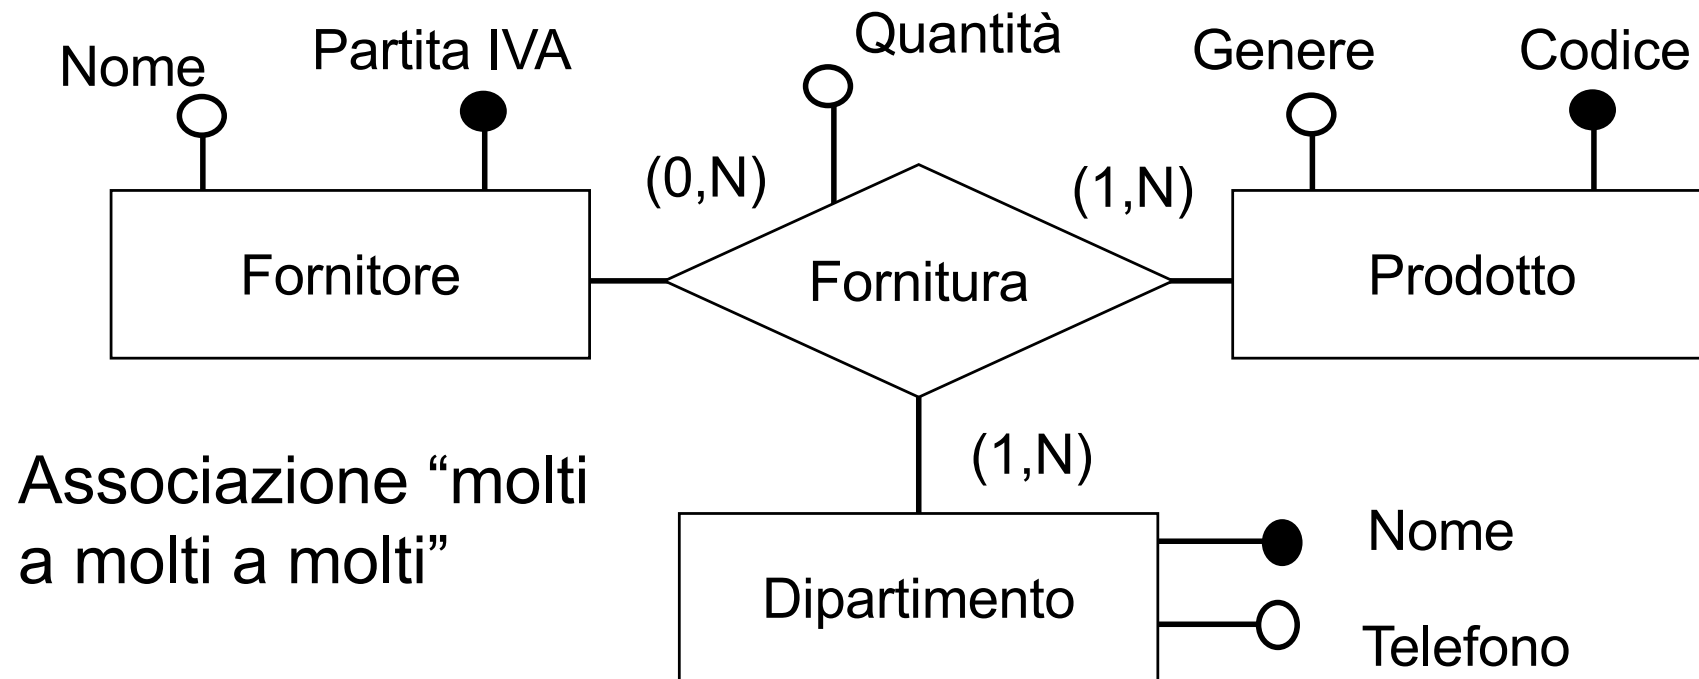 Nome
Partita IVA
Quantità
Genere
Codice
(0,N)
(1,N)
Fornitore
Fornitura
Prodotto
(1,N)
Associazione “molti
a molti a molti”
Nome
Dipartimento
Telefono